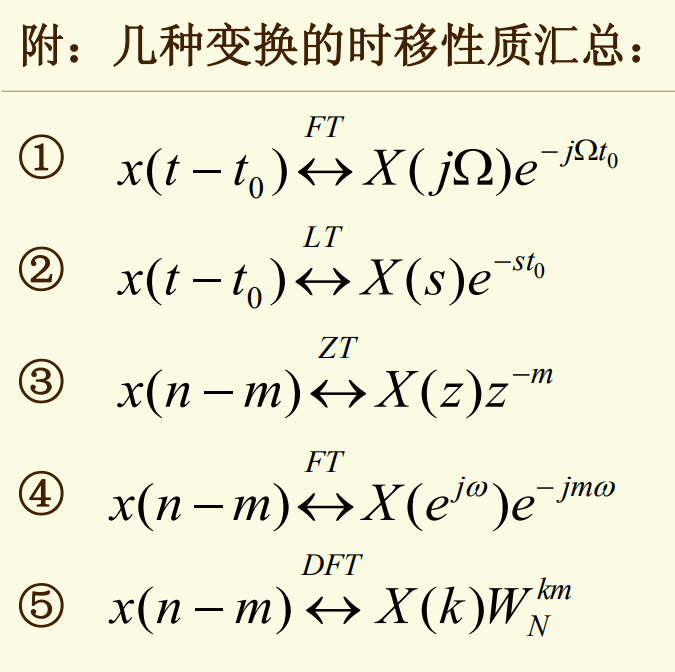 附：几种变换的时移性质汇总：
① x(t − t₀) ↔ X(jΩ)e^{−jΩt₀} FT
② x(t − t₀) ↔ X(s)e^{−st₀} LT
③ x(n − m) ↔ X(z)z^{−m} ZT
④ x(n − m) ↔ X(e^{jω})e^{−jmω} FT
⑤ x(n − m) ↔ X(k)W_N^{km} DFT